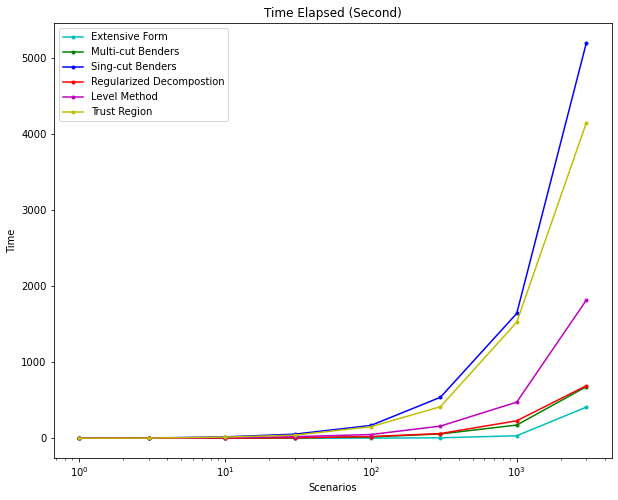 Time Elapsed (Second)
Extensive Form
Multi-cut Benders
Sing-cut Benders
Regularized Decompostion
Level Method
Trust Region
5000
4000
3000
2000
1000
0
Time
10⁰
10¹
10²
10³
Scenarios